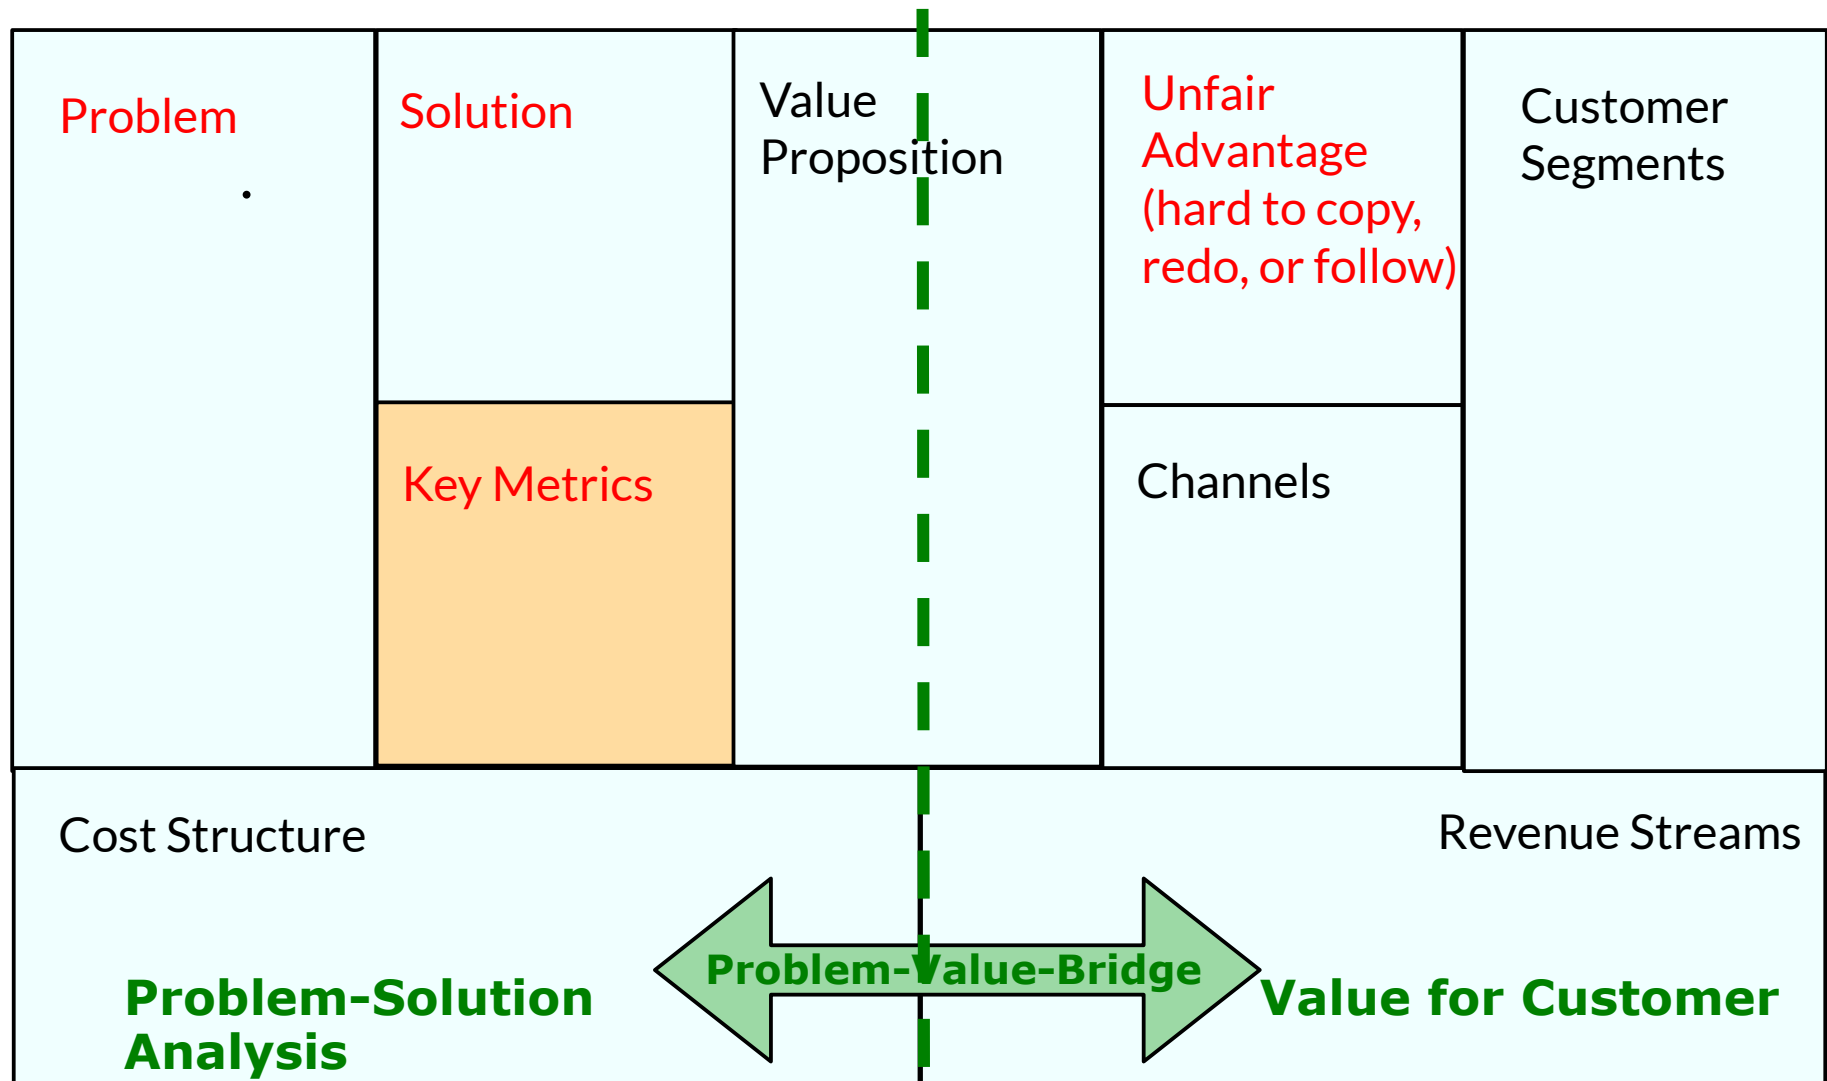 Problem
.
Solution
Key Metrics
Value
Proposition
Unfair
Advantage
(hard to copy,
redo, or follow)
Channels
Customer
Segments
Cost Structure
Revenue Streams
Problem-Solution
Analysis
Problem-Value-Bridge
Value for Customer